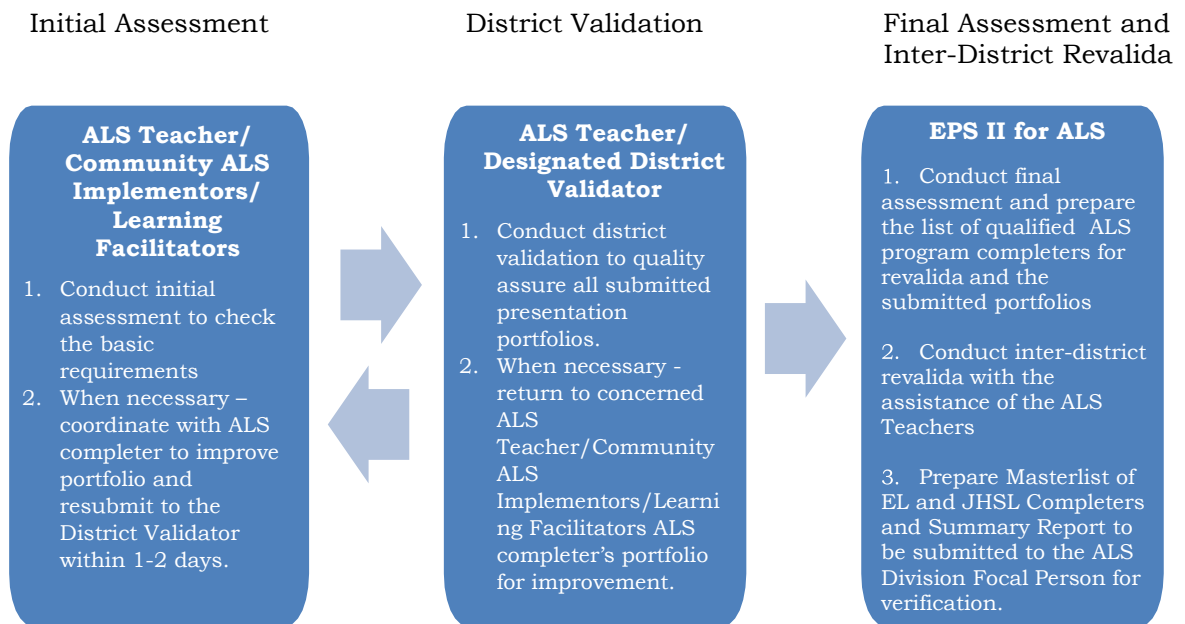 Initial Assessment
District Validation
Final Assessment and
Inter-District Revalida
ALS Teacher/
Community ALS
Implementors/
Learning
Facilitators
1. Conduct initial
assessment to check
the basic
requirements
2. When necessary –
coordinate with ALS
completer to improve
portfolio and
resubmit to the
District Validator
within 1-2 days.
ALS Teacher/
Designated District
Validator
1. Conduct district
validation to quality
assure all submitted
presentation
portfolios.
2. When necessary -
return to concerned
ALS
Teacher/Community
ALS
Implementors/Learni
ng Facilitators ALS
completer’s portfolio
for improvement.
EPS II for ALS
1. Conduct final
assessment and prepare
the list of qualified ALS
program completers for
revalida and the
submitted portfolios
2. Conduct inter-district
revalida with the
assistance of the ALS
Teachers
3. Prepare Masterlist of
EL and JHSL Completers
and Summary Report to
be submitted to the ALS
Division Focal Person for
verification.